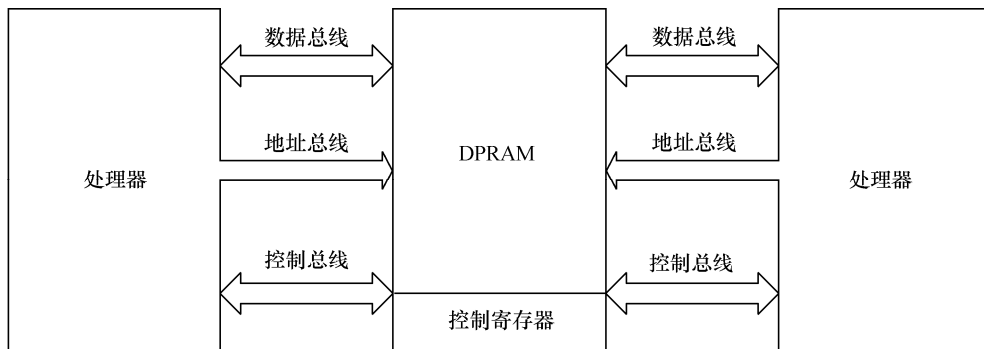 数据总线
数据总线
地址总线
地址总线
DPRAM
处理器
处理器
控制总线
控制总线
控制寄存器